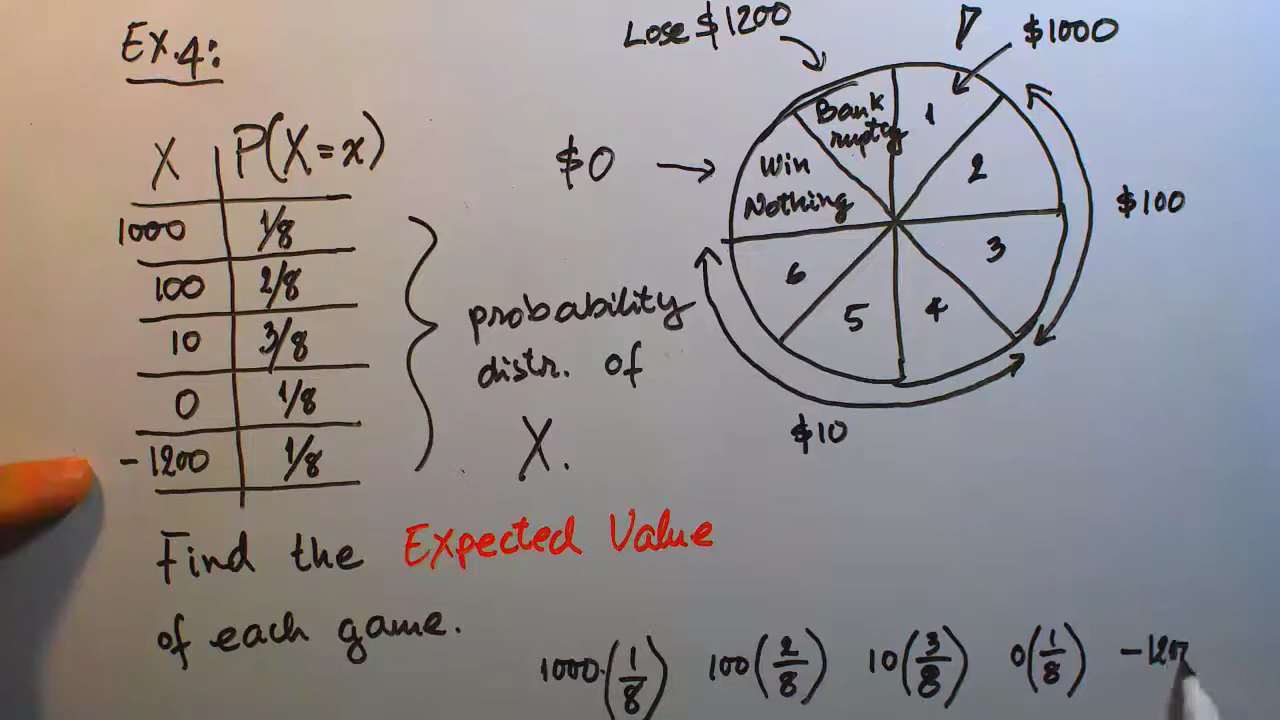 Ex.4:
X P(X=x)
1000 1/8
100 2/8
10 3/8
0 1/8
-1200 1/8
probability
distr. of
X.
Lose $1200
$1000
$0
$100
$10
Bank
ruptcy
1
2
3
4
5
6
Win
Nothing
Find the Expected Value
of each game.
1000·(1/8) 100(2/8) 10(3/8) 0(1/8) -120